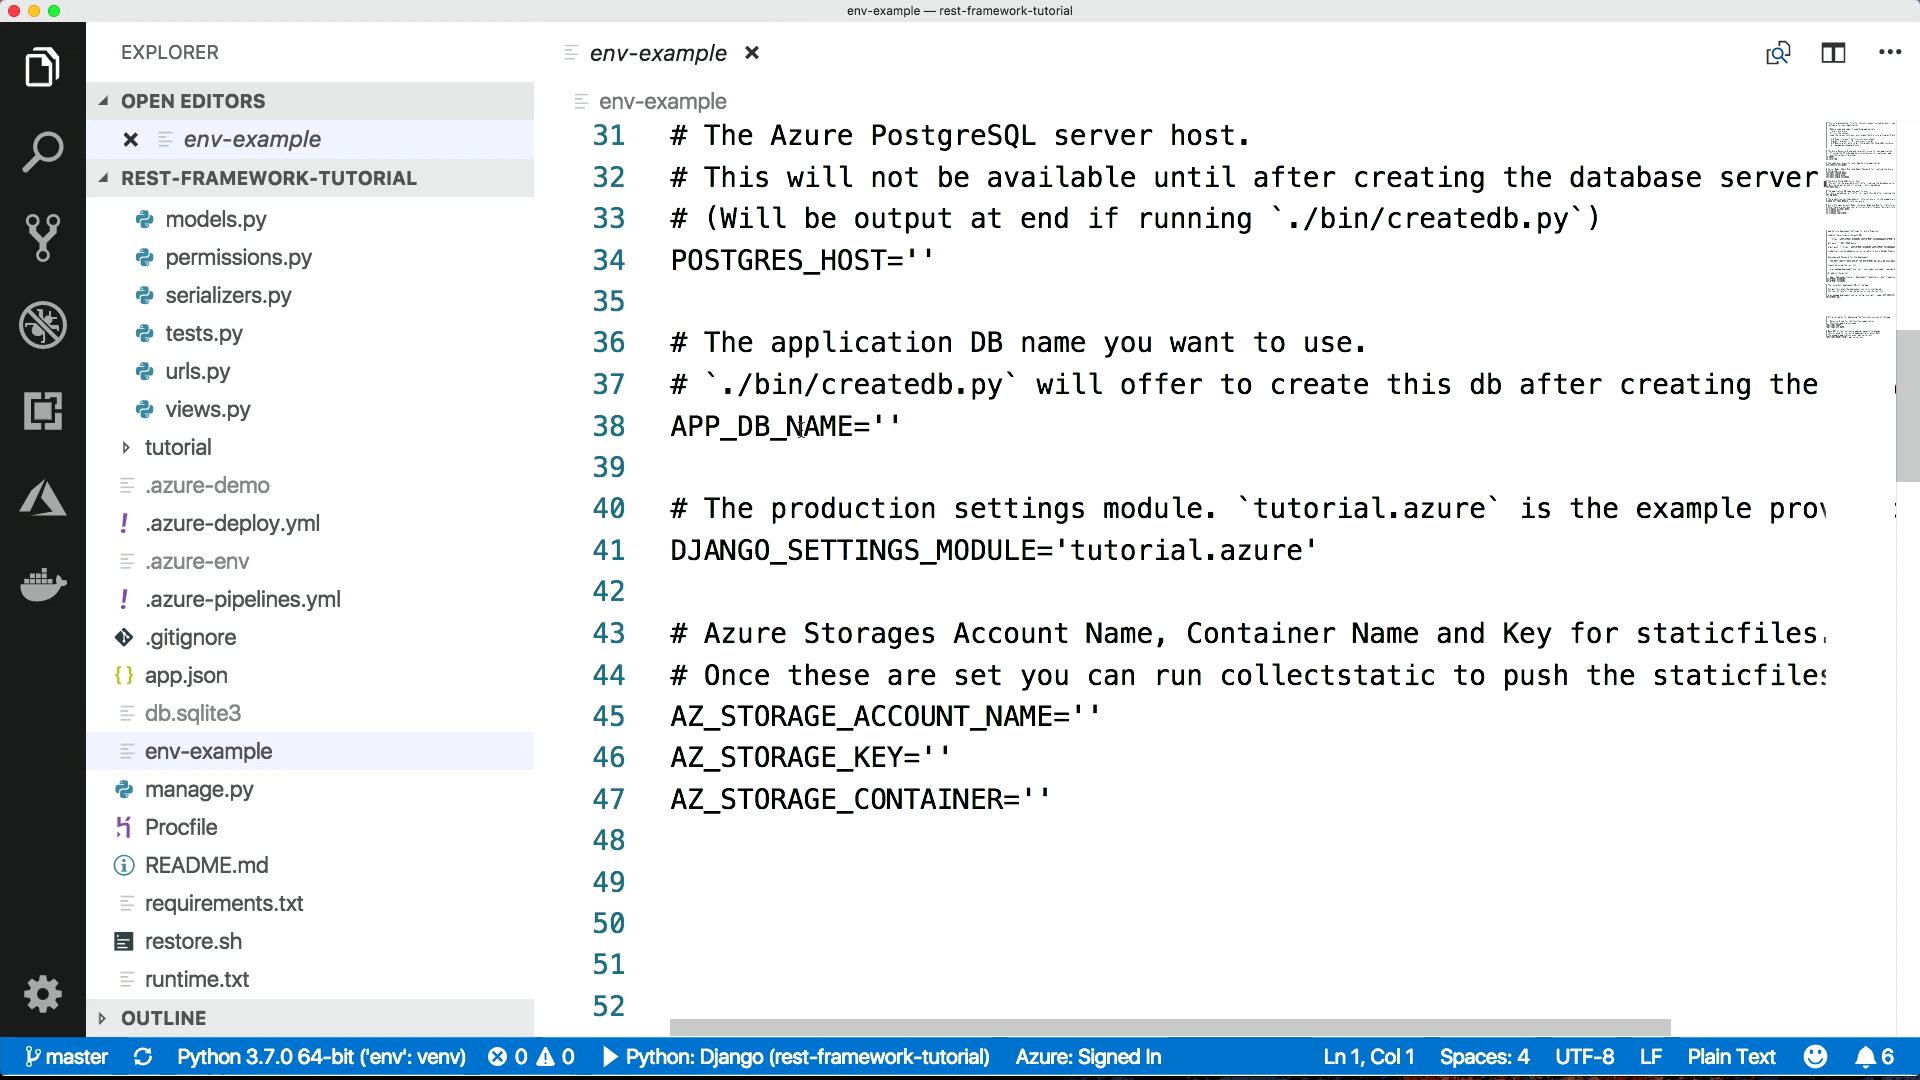 env-example — rest-framework-tutorial
EXPLORER
OPEN EDITORS
env-example
REST-FRAMEWORK-TUTORIAL
models.py
permissions.py
serializers.py
tests.py
urls.py
views.py
tutorial
.azure-demo
.azure-deploy.yml
.azure-env
.azure-pipelines.yml
.gitignore
app.json
db.sqlite3
env-example
manage.py
Procfile
README.md
requirements.txt
restore.sh
runtime.txt
OUTLINE
env-example
env-example
31 # The Azure PostgreSQL server host.
32 # This will not be available until after creating the database server
33 # (Will be output at end if running `./bin/createdb.py`)
34 POSTGRES_HOST=''
35
36 # The application DB name you want to use.
37 # `./bin/createdb.py` will offer to create this db after creating the
38 APP_DB_NAME=''
39
40 # The production settings module. `tutorial.azure` is the example prov
41 DJANGO_SETTINGS_MODULE='tutorial.azure'
42
43 # Azure Storages Account Name, Container Name and Key for staticfiles.
44 # Once these are set you can run collectstatic to push the staticfiles
45 AZ_STORAGE_ACCOUNT_NAME=''
46 AZ_STORAGE_KEY=''
47 AZ_STORAGE_CONTAINER=''
48
49
50
51
52
master Python 3.7.0 64-bit ('env': venv) 0 0 Python: Django (rest-framework-tutorial) Azure: Signed In Ln 1, Col 1 Spaces: 4 UTF-8 LF Plain Text 6